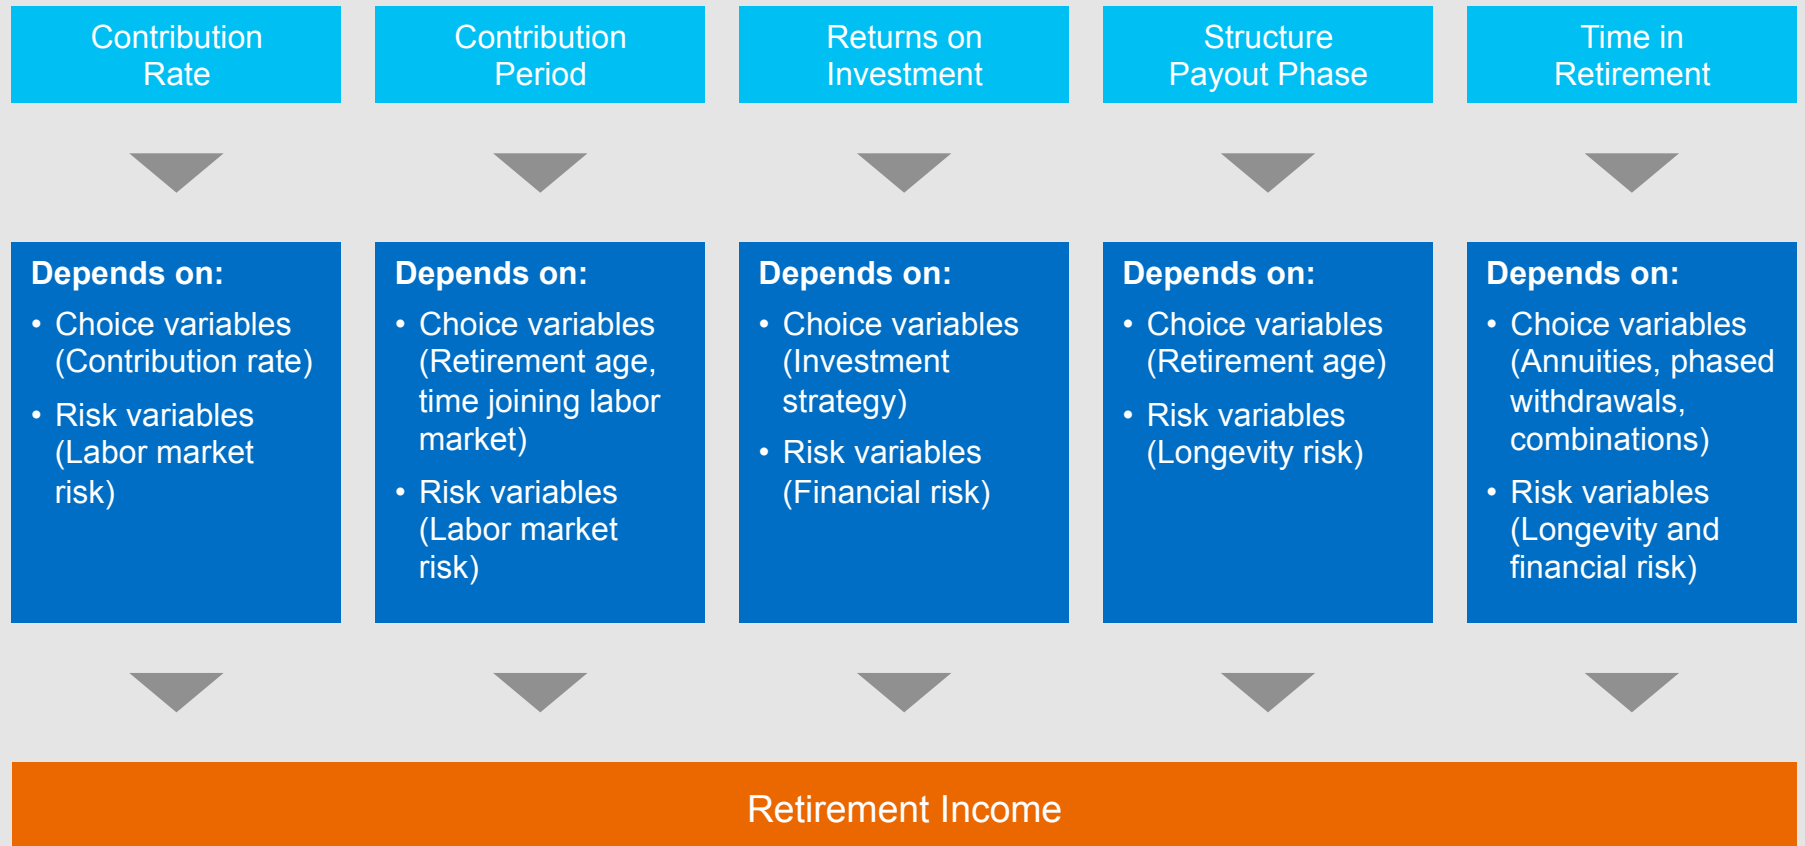 Contribution
Rate
Contribution
Period
Returns on
Investment
Structure
Payout Phase
Time in
Retirement
Depends on:
• Choice variables
(Contribution rate)
• Risk variables
(Labor market
risk)
Depends on:
• Choice variables
(Retirement age,
time joining labor
market)
• Risk variables
(Labor market
risk)
Depends on:
• Choice variables
(Investment
strategy)
• Risk variables
(Financial risk)
Depends on:
• Choice variables
(Retirement age)
• Risk variables
(Longevity risk)
Depends on:
• Choice variables
(Annuities, phased
withdrawals,
combinations)
• Risk variables
(Longevity and
financial risk)
Retirement Income